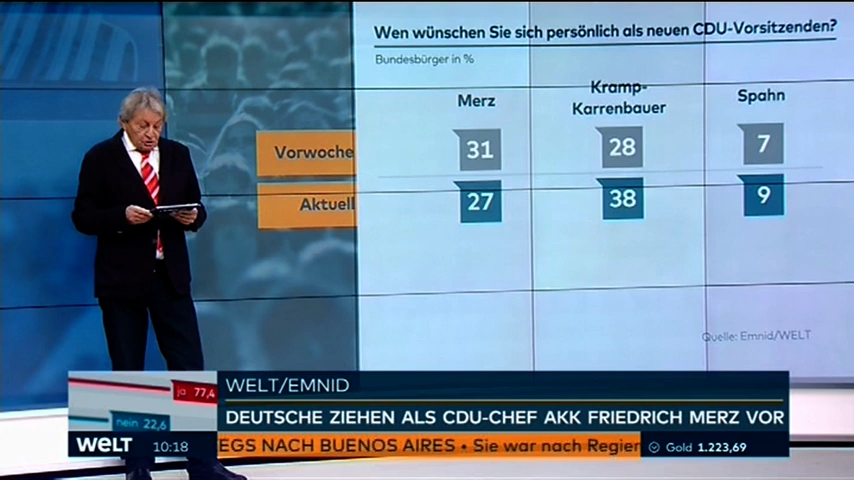 Wen wünschen Sie sich persönlich als neuen CDU-Vorsitzenden?
Bundesbürger in %
Merz
Kramp-
Karrenbauer
Spahn
Vorwoche
31
28
7
Aktuell
27
38
9
Quelle: Emnid/WELT
ja 77,4
nein 22,6
WELT/EMNID
DEUTSCHE ZIEHEN ALS CDU-CHEF AKK FRIEDRICH MERZ VOR
WELT 10:18
EGS NACH BUENOS AIRES • Sie war nach Regier
Gold 1.223,69